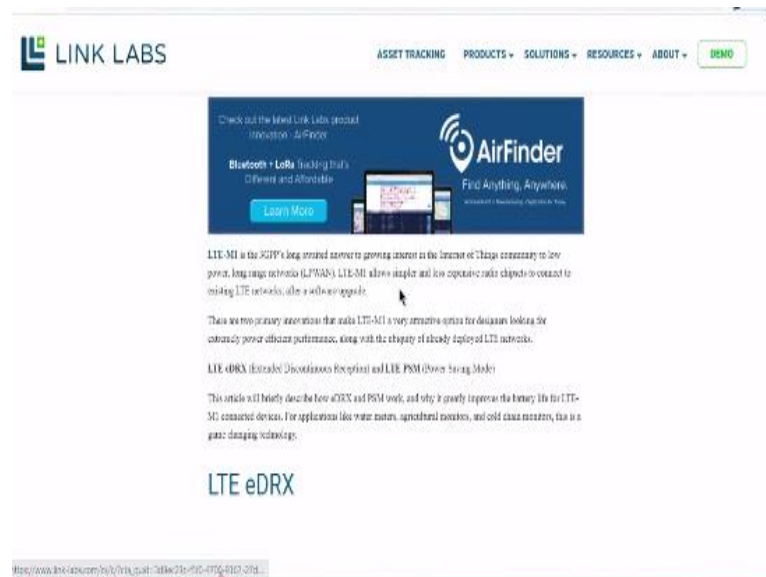 LINK LABS
ASSET TRACKING PRODUCTS SOLUTIONS RESOURCES ABOUT DEMO
Check out the latest Link Labs product
innovation - AirFinder
Bluetooth + LoRa Tracking that's
Different and Affordable
Learn More
AirFinder
Find Anything, Anywhere.
LTE-M1 is the 3GPP's long awaited answer to growing interest in the Internet of Things community to low
power, long range networks (LPWAN). LTE-M1 allows simpler and less expensive radio chipsets to connect to
existing LTE networks, after a software upgrade.
There are two primary innovations that make LTE-M1 a very attractive option for designers looking for
extremely power efficient performance, along with the ubiquity of already deployed LTE networks.
LTE eDRX (Extended Discontinuous Reception) and LTE PSM (Power Saving Mode)
This article will briefly describe how eDRX and PSM work, and why it greatly improves the battery life for LTE-
M1 connected devices. For applications like water meters, agricultural monitors, and cold chain monitors, this is a
game changing technology.
LTE eDRX